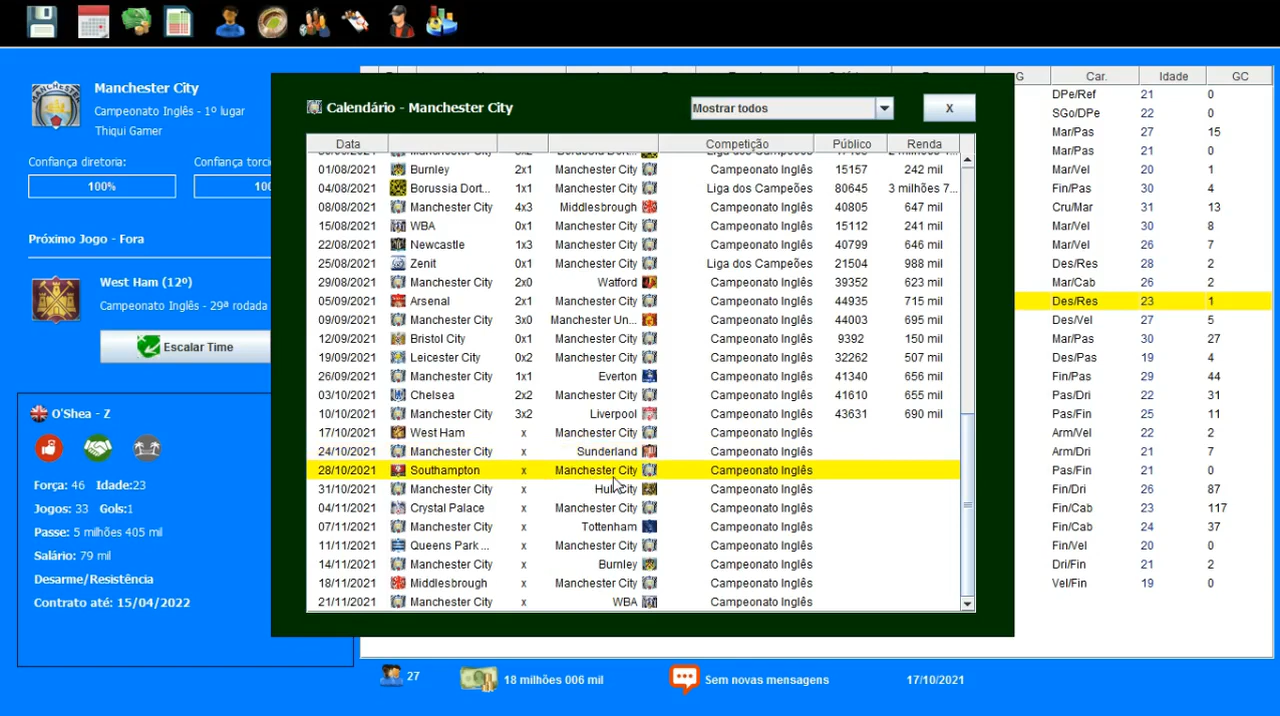 Manchester City
Campeonato Inglês - 1º lugar
Thiqui Gamer
Confiança diretoria:
Confiança torci
100%
100
Próximo Jogo - Fora
West Ham (12º)
Campeonato Inglês - 29ª rodada
Escalar Time
O'Shea - Z
Força: 46 Idade:23
Jogos: 33 Gols:1
Passe: 5 milhões 405 mil
Salário: 79 mil
Desarme/Resistência
Contrato até: 15/04/2022
Calendário - Manchester City
Mostrar todos
X
Data Competição Público Renda
01/08/2021 Burnley 2x1 Manchester City Campeonato Inglês 15157 242 mil
04/08/2021 Borussia Dort... 1x1 Manchester City Liga dos Campeões 80645 3 milhões 7...
08/08/2021 Manchester City 4x3 Middlesbrough Campeonato Inglês 40805 647 mil
15/08/2021 WBA 0x1 Manchester City Campeonato Inglês 15112 241 mil
22/08/2021 Newcastle 1x3 Manchester City Campeonato Inglês 40799 646 mil
25/08/2021 Zenit 0x1 Manchester City Liga dos Campeões 21504 988 mil
29/08/2021 Manchester City 2x0 Watford Campeonato Inglês 39352 623 mil
05/09/2021 Arsenal 2x1 Manchester City Campeonato Inglês 44935 715 mil
09/09/2021 Manchester City 3x0 Manchester Un... Campeonato Inglês 44003 695 mil
12/09/2021 Bristol City 0x1 Manchester City Campeonato Inglês 9392 150 mil
19/09/2021 Leicester City 0x2 Manchester City Campeonato Inglês 32262 507 mil
26/09/2021 Manchester City 1x1 Everton Campeonato Inglês 41340 656 mil
03/10/2021 Chelsea 2x2 Manchester City Campeonato Inglês 41610 655 mil
10/10/2021 Manchester City 3x2 Liverpool Campeonato Inglês 43631 690 mil
17/10/2021 West Ham x Manchester City Campeonato Inglês
24/10/2021 Manchester City x Sunderland Campeonato Inglês
28/10/2021 Southampton x Manchester City Campeonato Inglês
31/10/2021 Manchester City x Hull City Campeonato Inglês
04/11/2021 Crystal Palace x Manchester City Campeonato Inglês
07/11/2021 Manchester City x Tottenham Campeonato Inglês
11/11/2021 Queens Park ... x Manchester City Campeonato Inglês
14/11/2021 Manchester City x Burnley Campeonato Inglês
18/11/2021 Middlesbrough x Manchester City Campeonato Inglês
21/11/2021 Manchester City x WBA Campeonato Inglês
G Car. Idade GC
DPe/Ref 21 0
SGo/DPe 22 0
Mar/Pas 27 15
Mar/Pas 21 0
Mar/Vel 20 1
Fin/Pas 30 4
Cru/Mar 31 13
Mar/Vel 30 8
Mar/Vel 26 7
Des/Res 28 2
Mar/Cab 26 2
Des/Res 23 1
Des/Vel 27 5
Mar/Pas 30 27
Des/Pas 19 4
Fin/Pas 29 44
Pas/Dri 22 31
Pas/Fin 25 11
Arm/Vel 22 2
Arm/Dri 21 7
Pas/Fin 21 0
Fin/Dri 26 87
Fin/Cab 23 117
Fin/Cab 24 37
Fin/Vel 20 0
Dri/Fin 21 2
Vel/Fin 19 0
27
18 milhões 006 mil
Sem novas mensagens
17/10/2021